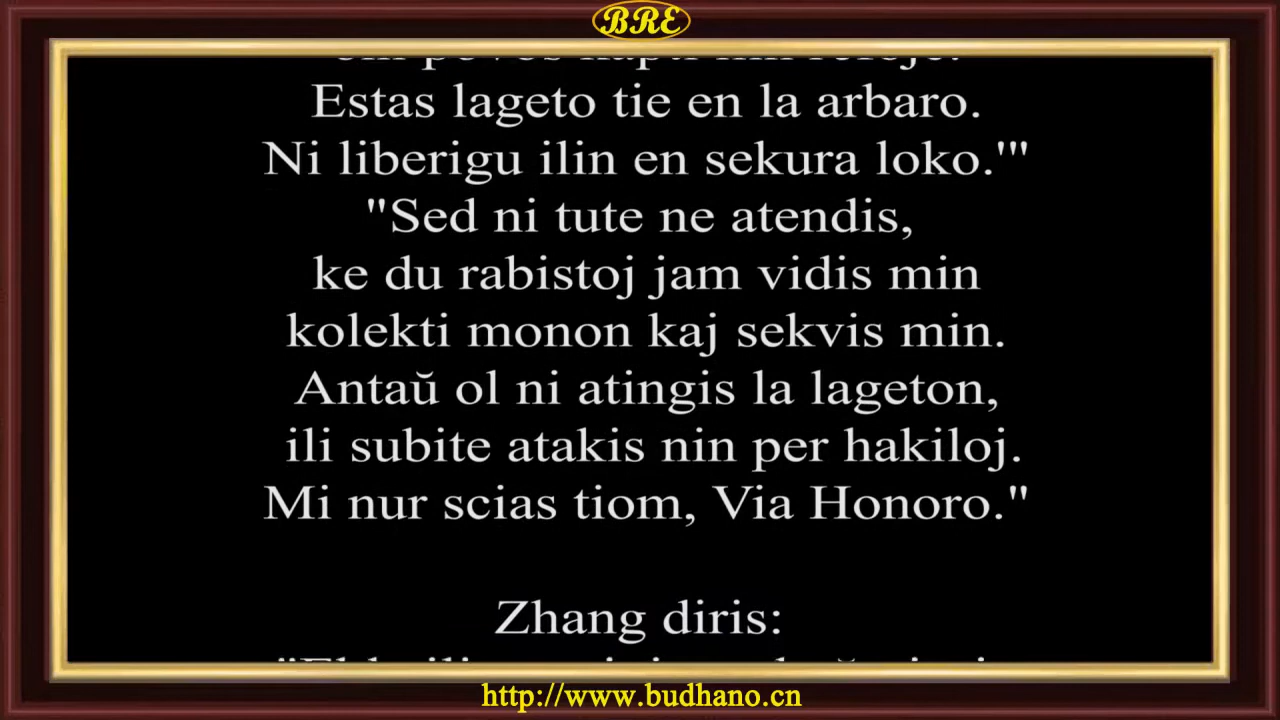 BRE
Estas lageto tie en la arbaro.
Ni liberigu ilin en sekura loko.'"
"Sed ni tute ne atendis,
ke du rabistoj jam vidis min
kolekti monon kaj sekvis min.
Antaŭ ol ni atingis la lageton,
ili subite atakis nin per hakiloj.
Mi nur scias tiom, Via Honoro."
Zhang diris:
http://www.budhano.cn